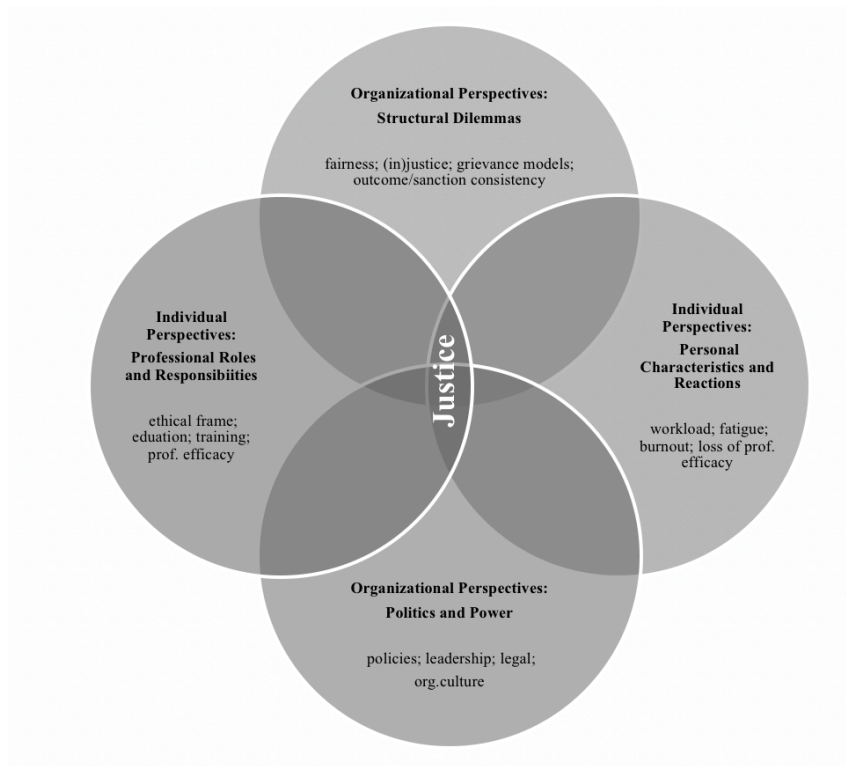 Organizational Perspectives:
Structural Dilemmas
fairness; (in)justice; grievance models;
outcome/sanction consistency
Individual
Perspectives:
Professional Roles
and Responsibiities
ethical frame;
eduation; training;
prof. efficacy
Justice
Individual
Perspectives:
Personal
Characteristics and
Reactions
workload; fatigue;
burnout; loss of prof.
efficacy
Organizational Perspectives:
Politics and Power
policies; leadership; legal;
org.culture